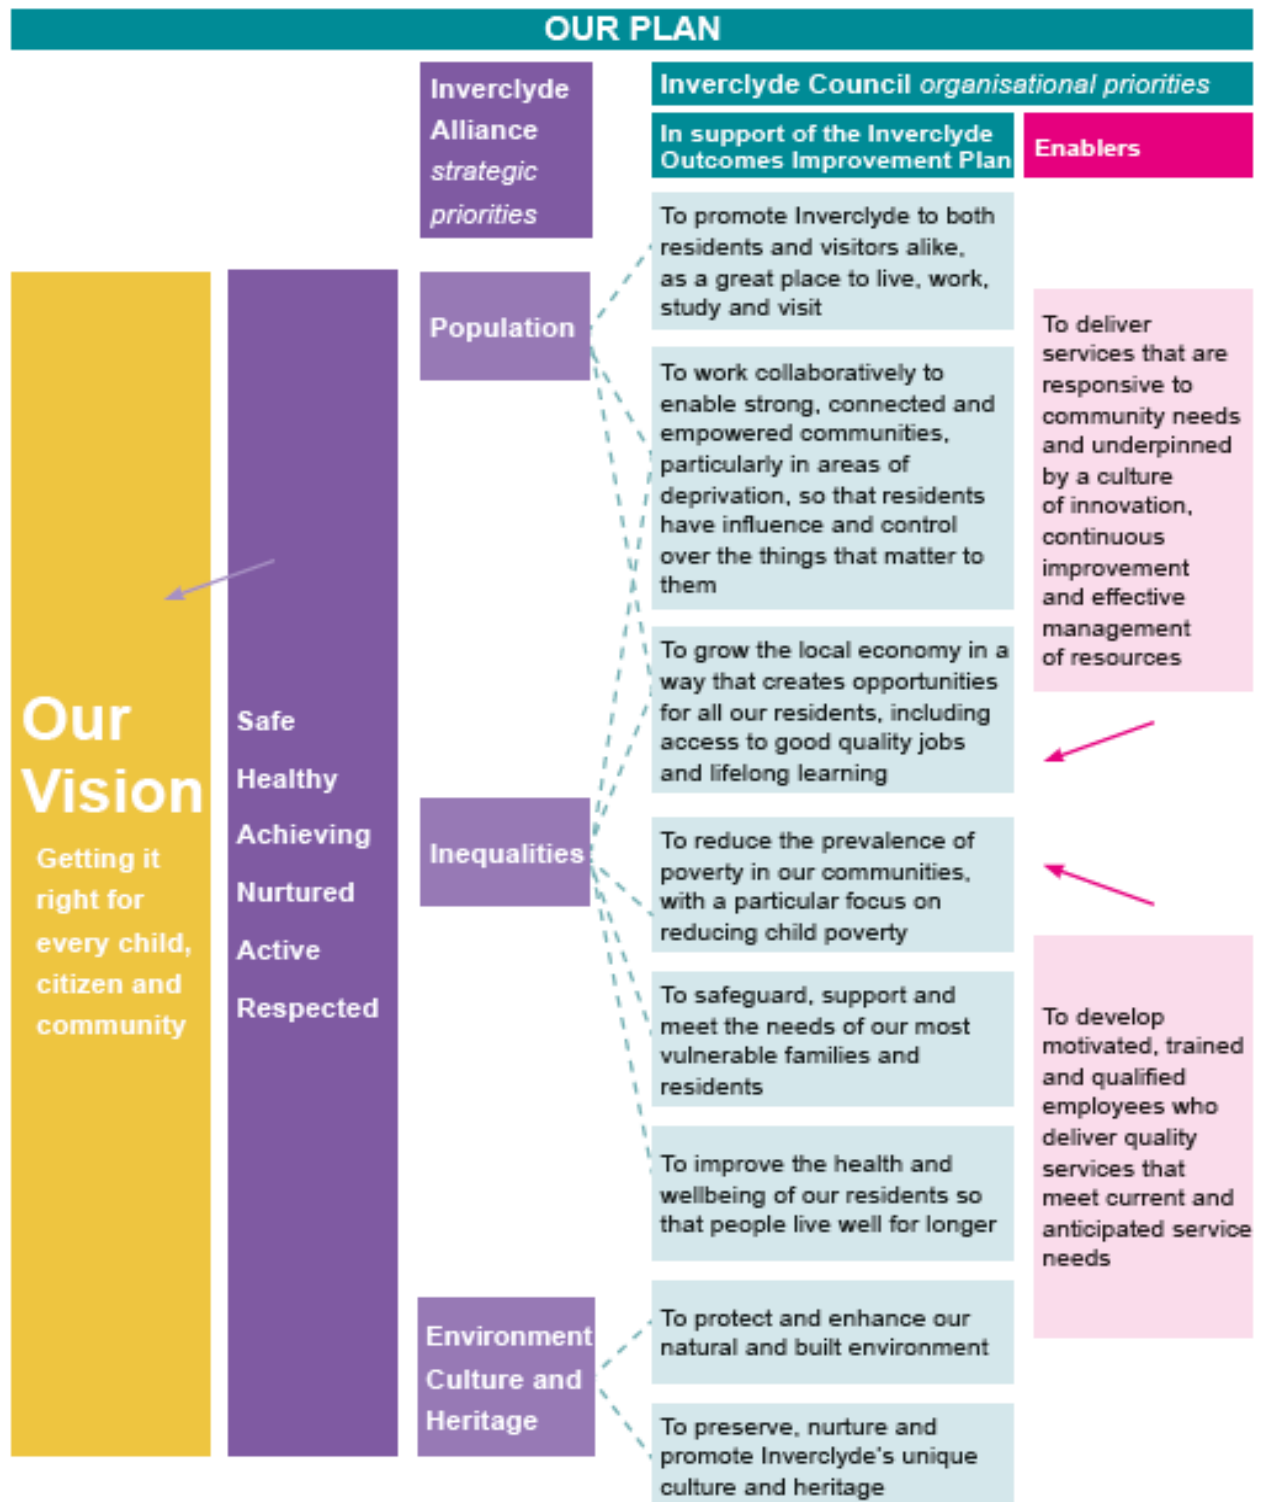 OUR PLAN
Inverclyde
Alliance
strategic
priorities
Inverclyde Council organisational priorities
In support of the Inverclyde
Outcomes Improvement Plan
Enablers
Our
Vision
Getting it
right for
every child,
citizen and
community
Safe
Healthy
Achieving
Nurtured
Active
Respected
Population
Inequalities
Environment
Culture and
Heritage
To promote Inverclyde to both
residents and visitors alike,
as a great place to live, work,
study and visit
To work collaboratively to
enable strong, connected and
empowered communities,
particularly in areas of
deprivation, so that residents
have influence and control
over the things that matter to
them
To grow the local economy in a
way that creates opportunities
for all our residents, including
access to good quality jobs
and lifelong learning
To reduce the prevalence of
poverty in our communities,
with a particular focus on
reducing child poverty
To safeguard, support and
meet the needs of our most
vulnerable families and
residents
To improve the health and
wellbeing of our residents so
that people live well for longer
To protect and enhance our
natural and built environment
To preserve, nurture and
promote Inverclyde's unique
culture and heritage
To deliver
services that are
responsive to
community needs
and underpinned
by a culture
of innovation,
continuous
improvement
and effective
management
of resources
To develop
motivated, trained
and qualified
employees who
deliver quality
services that
meet current and
anticipated service
needs